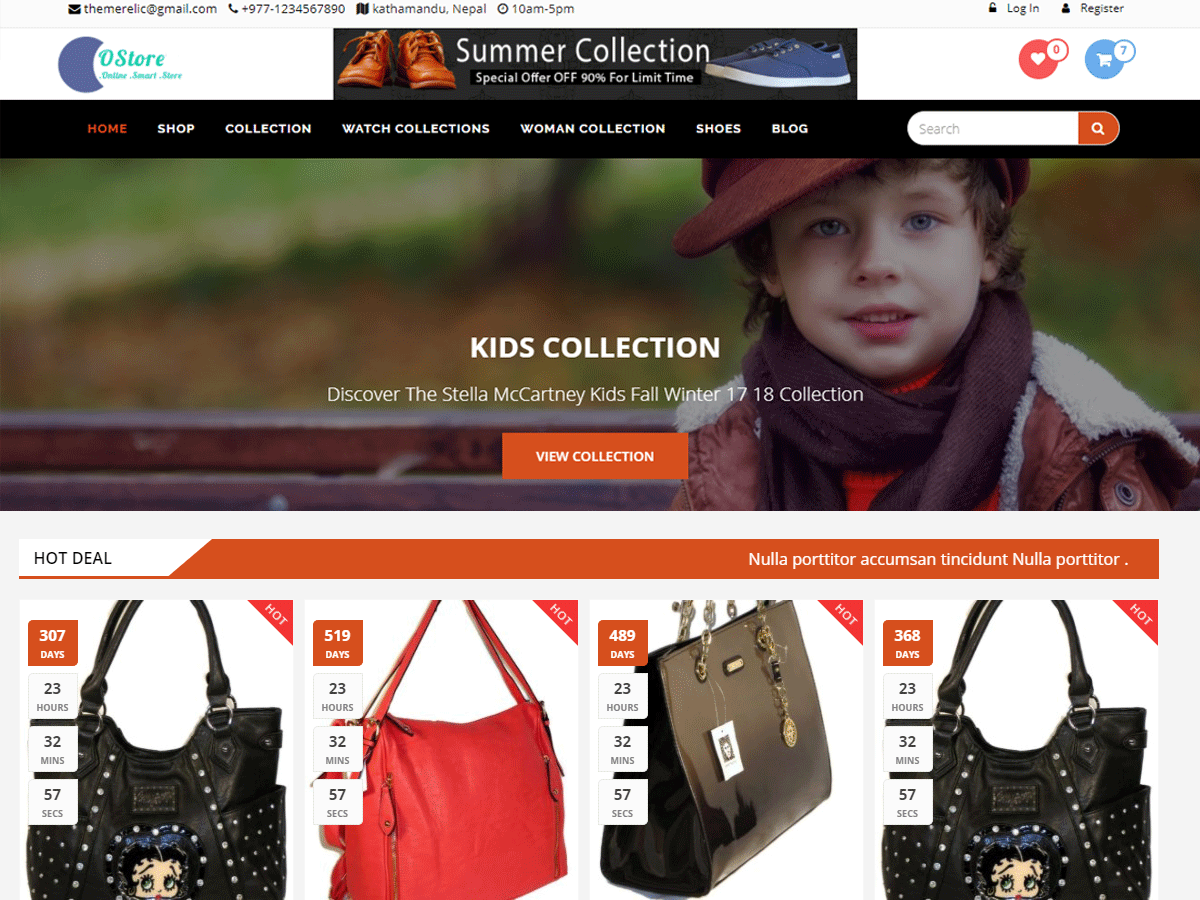 themerelic@gmail.com +977-1234567890 kathamandu, Nepal 10am-5pm Log In Register
OStore
.Online .Smart .Store
Summer Collection
Special Offer OFF 90% For Limit Time
0 7
HOME SHOP COLLECTION WATCH COLLECTIONS WOMAN COLLECTION SHOES BLOG Search
KIDS COLLECTION
Discover The Stella McCartney Kids Fall Winter 17 18 Collection
VIEW COLLECTION
HOT DEAL Nulla porttitor accumsan tincidunt Nulla porttitor .
HOT HOT HOT HOT
307 519 489 368
DAYS DAYS DAYS DAYS
23 23 23 23
HOURS HOURS HOURS HOURS
32 32 32 32
MINS MINS MINS MINS
57 57 57 57
SECS SECS SECS SECS